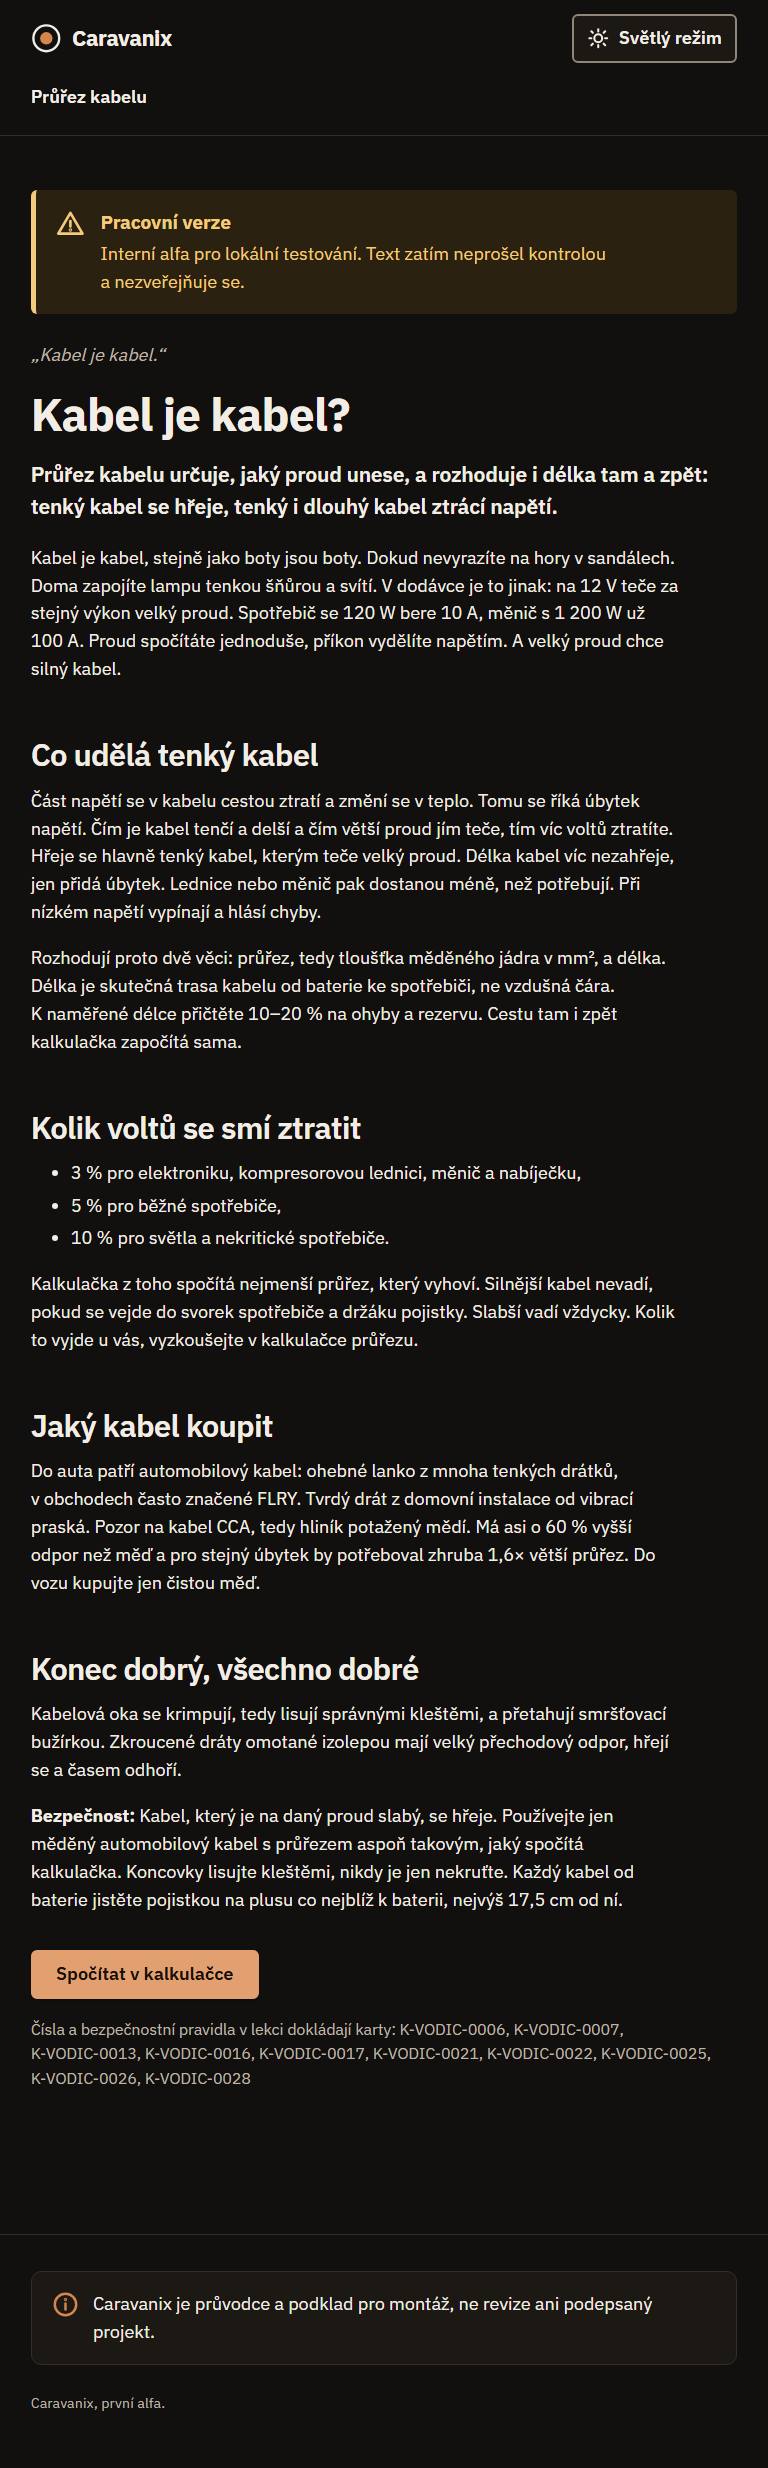 Caravanix
Světlý režim
Průřez kabelu
Pracovní verze
Interní alfa pro lokální testování. Text zatím neprošel kontrolou
a nezveřejňuje se.
„Kabel je kabel.“
Kabel je kabel?
Průřez kabelu určuje, jaký proud unese, a rozhoduje i délka tam a zpět:
tenký kabel se hřeje, tenký i dlouhý kabel ztrácí napětí.
Kabel je kabel, stejně jako boty jsou boty. Dokud nevyrazíte na hory v sandálech.
Doma zapojíte lampu tenkou šňůrou a svítí. V dodávce je to jinak: na 12 V teče za
stejný výkon velký proud. Spotřebič se 120 W bere 10 A, měnič s 1 200 W už
100 A. Proud spočítáte jednoduše, příkon vydělíte napětím. A velký proud chce
silný kabel.
Co udělá tenký kabel
Část napětí se v kabelu cestou ztratí a změní se v teplo. Tomu se říká úbytek
napětí. Čím je kabel tenčí a delší a čím větší proud jím teče, tím víc voltů ztratíte.
Hřeje se hlavně tenký kabel, kterým teče velký proud. Délka kabel víc nezahřeje,
jen přidá úbytek. Lednice nebo měnič pak dostanou méně, než potřebují. Při
nízkém napětí vypínají a hlásí chyby.
Rozhodují proto dvě věci: průřez, tedy tloušťka měděného jádra v mm², a délka.
Délka je skutečná trasa kabelu od baterie ke spotřebiči, ne vzdušná čára.
K naměřené délce přičtěte 10–20 % na ohyby a rezervu. Cestu tam i zpět
kalkulačka započítá sama.
Kolik voltů se smí ztratit
• 3 % pro elektroniku, kompresorovou lednici, měnič a nabíječku,
• 5 % pro běžné spotřebiče,
• 10 % pro světla a nekritické spotřebiče.
Kalkulačka z toho spočítá nejmenší průřez, který vyhoví. Silnější kabel nevadí,
pokud se vejde do svorek spotřebiče a držáku pojistky. Slabší vadí vždycky. Kolik
to vyjde u vás, vyzkoušejte v kalkulačce průřezu.
Jaký kabel koupit
Do auta patří automobilový kabel: ohebné lanko z mnoha tenkých drátků,
v obchodech často značené FLRY. Tvrdý drát z domovní instalace od vibrací
praská. Pozor na kabel CCA, tedy hliník potažený mědí. Má asi o 60 % vyšší
odpor než měď a pro stejný úbytek by potřeboval zhruba 1,6× větší průřez. Do
vozu kupujte jen čistou měď.
Konec dobrý, všechno dobré
Kabelová oka se krimpují, tedy lisují správnými kleštěmi, a přetahují smršťovací
bužírkou. Zkroucené dráty omotané izolepou mají velký přechodový odpor, hřejí
se a časem odhoří.
Bezpečnost: Kabel, který je na daný proud slabý, se hřeje. Používejte jen
měděný automobilový kabel s průřezem aspoň takovým, jaký spočítá
kalkulačka. Koncovky lisujte kleštěmi, nikdy je jen nekruťte. Každý kabel od
baterie jistěte pojistkou na plusu co nejblíž k baterii, nejvýš 17,5 cm od ní.
Spočítat v kalkulačce
Čísla a bezpečnostní pravidla v lekci dokládají karty: K-VODIC-0006, K-VODIC-0007,
K-VODIC-0013, K-VODIC-0016, K-VODIC-0017, K-VODIC-0021, K-VODIC-0022, K-VODIC-0025,
K-VODIC-0026, K-VODIC-0028
Caravanix je průvodce a podklad pro montáž, ne revize ani podepsaný
projekt.
Caravanix, první alfa.